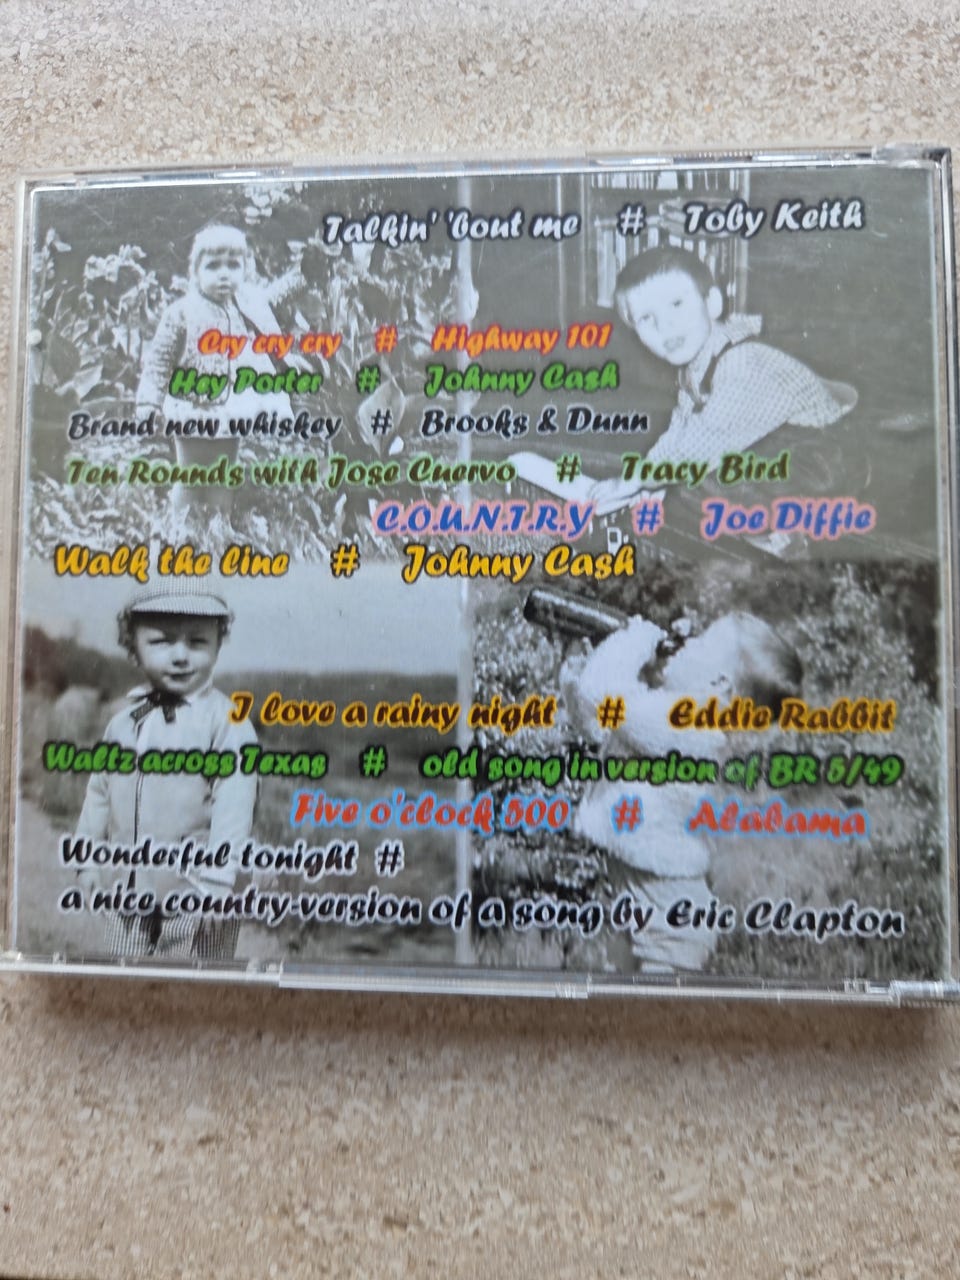 Talkin' 'bout me # Toby Keith
Cry cry cry # Highway 101
Hey Porter # Johnny Cash
Brand new whiskey # Brooks & Dunn
Ten Rounds with Jose Cuervo # Tracy Bird
C.O.U.N.T.R.Y # Joe Diffie
Walk the line # Johnny Cash
I love a rainy night # Eddie Rabbit
Waltz across Texas # old song in version of BR 5/49
Five o'clock 500 # Alabama
Wonderful tonight #
a nice country-version of a song by Eric Clapton